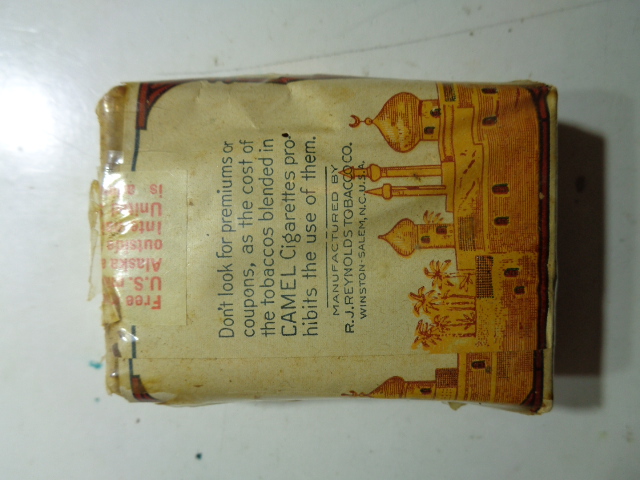 Don't look for premiums or
coupons, as the cost of
the tobaccos blended in
CAMEL Cigarettes pro-
hibits the use of them.
MANUFACTURED BY
R.J.REYNOLDS TOBACCO CO.
WINSTON-SALEM, N.C. U.S.A.
Free
U.S.
Alaska
outside
Inte
Unit
is a